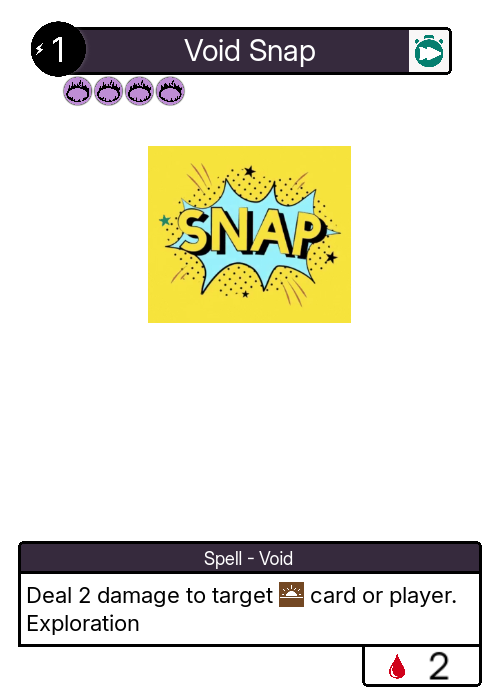 1 Void Snap
SNAP
Spell - Void
Deal 2 damage to target card or player.
Exploration
2